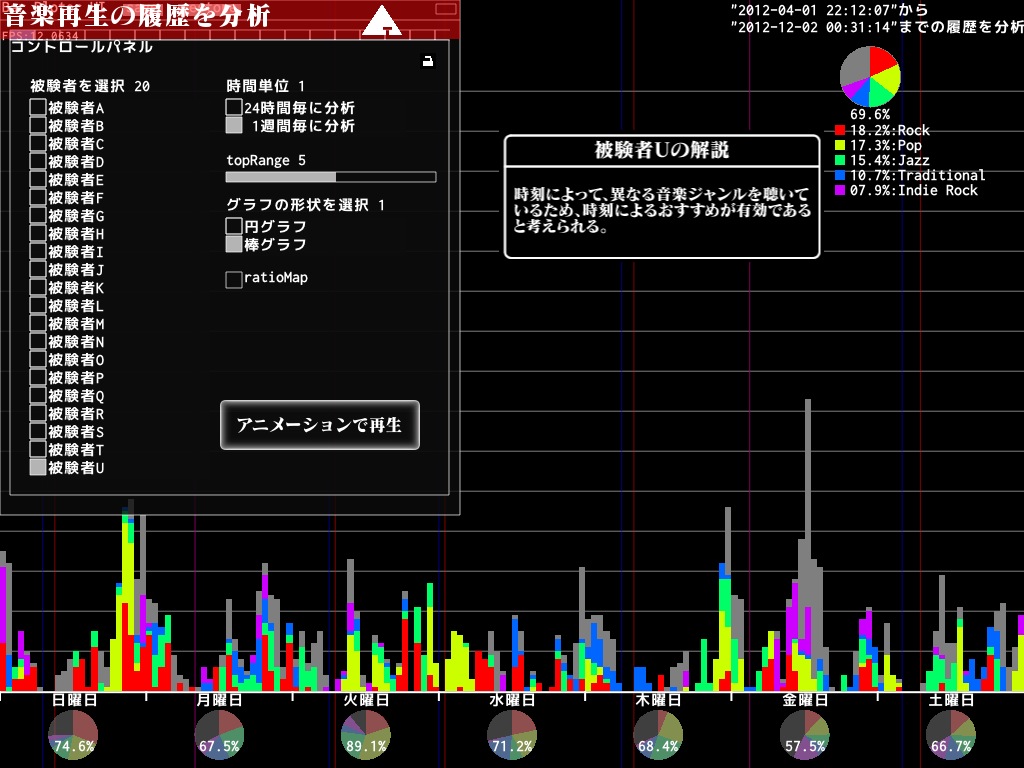 音楽再生の履歴を分析
FPS:12.0634
コントロールパネル
被験者を選択 20
被験者A
被験者B
被験者C
被験者D
被験者E
被験者F
被験者G
被験者H
被験者I
被験者J
被験者K
被験者L
被験者M
被験者N
被験者O
被験者P
被験者Q
被験者R
被験者S
被験者T
被験者U
時間単位 1
24時間毎に分析
1週間毎に分析
topRange 5
グラフの形状を選択 1
円グラフ
棒グラフ
ratioMap
アニメーションで再生
被験者Uの解説
時刻によって、異なる音楽ジャンルを聴いて
いるため、時刻によるおすすめが有効である
と考えられる。
"2012-04-01 22:12:07"から
"2012-12-02 00:31:14"までの履歴を分析
69.6%
18.2%:Rock
17.3%:Pop
15.4%:Jazz
10.7%:Traditional
07.9%:Indie Rock
日曜日 月曜日 火曜日 水曜日 木曜日 金曜日 土曜日
74.6% 67.5% 89.1% 71.2% 68.4% 57.5% 66.7%